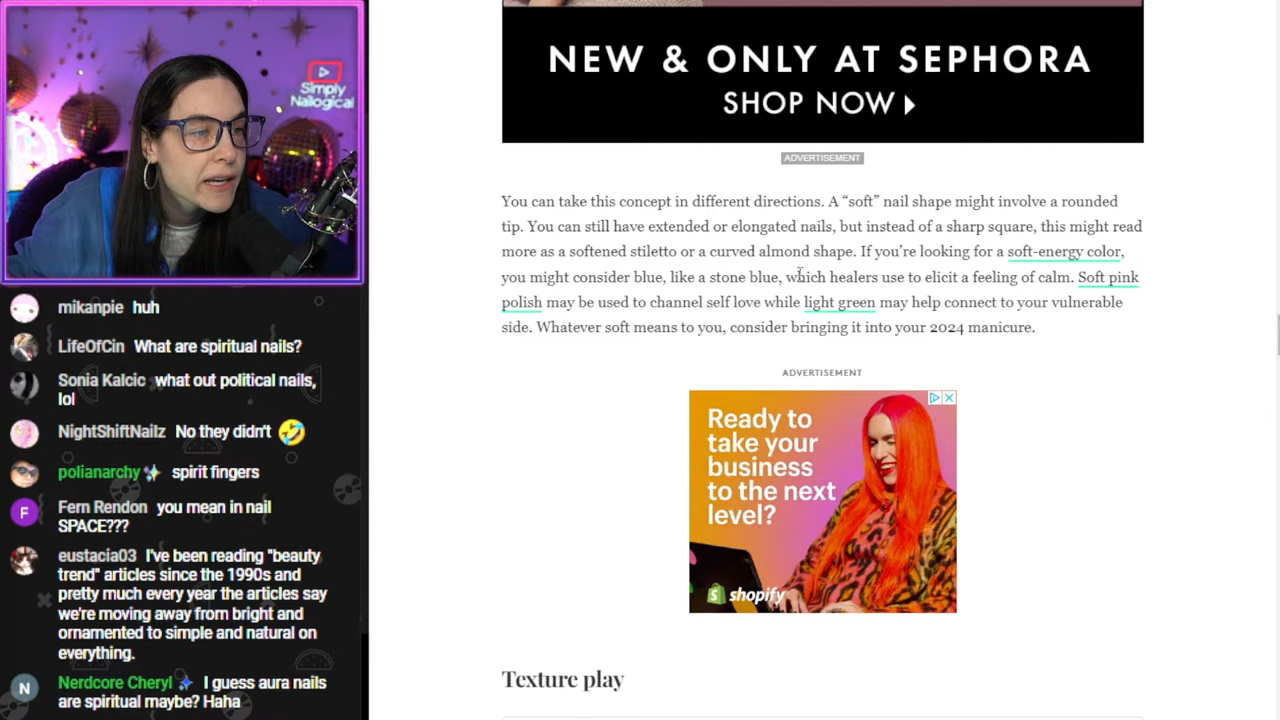 Simply
Nailogical
mikanpie huh
LifeOfCin What are spiritual nails?
Sonia Kalcic what out political nails,
lol
NightShiftNailz No they didn't 🤣
polianarchy spirit fingers
F
Fern Rendon you mean in nail
SPACE???
eustacia03 I've been reading "beauty
trend" articles since the 1990s and
pretty much every year the articles say
we're moving away from bright and
ornamented to simple and natural on
everything.
N
Nerdcore Cheryl I guess aura nails
are spiritual maybe? Haha
NEW & ONLY AT SEPHORA
SHOP NOW
ADVERTISEMENT
You can take this concept in different directions. A “soft” nail shape might involve a rounded
tip. You can still have extended or elongated nails, but instead of a sharp square, this might read
more as a softened stiletto or a curved almond shape. If you’re looking for a soft-energy color,
you might consider blue, like a stone blue, which healers use to elicit a feeling of calm. Soft pink
polish may be used to channel self love while light green may help connect to your vulnerable
side. Whatever soft means to you, consider bringing it into your 2024 manicure.
ADVERTISEMENT
Ready to
take your
business
to the next
level?
shopify
Texture play